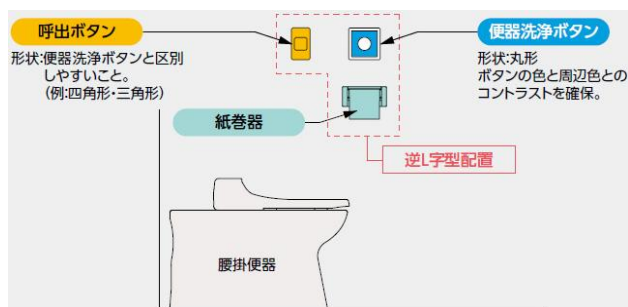 呼出ボタン
形状:便器洗浄ボタンと区別
しやすいこと。
(例:四角形・三角形)
便器洗浄ボタン
形状:丸形
ボタンの色と周辺色との
コントラストを確保。
紙巻器
逆L字型配置
腰掛便器